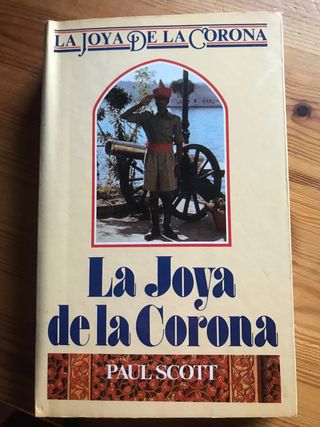 LA JOYA DE LA CORONA
La Joya
de la Corona
PAUL SCOTT